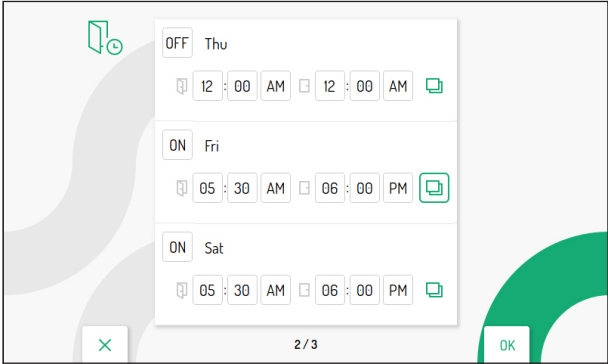 OFF Thu
12 : 00 AM 12 : 00 AM
ON Fri
05 : 30 AM 06 : 00 PM
ON Sat
05 : 30 AM 06 : 00 PM
2/3 OK